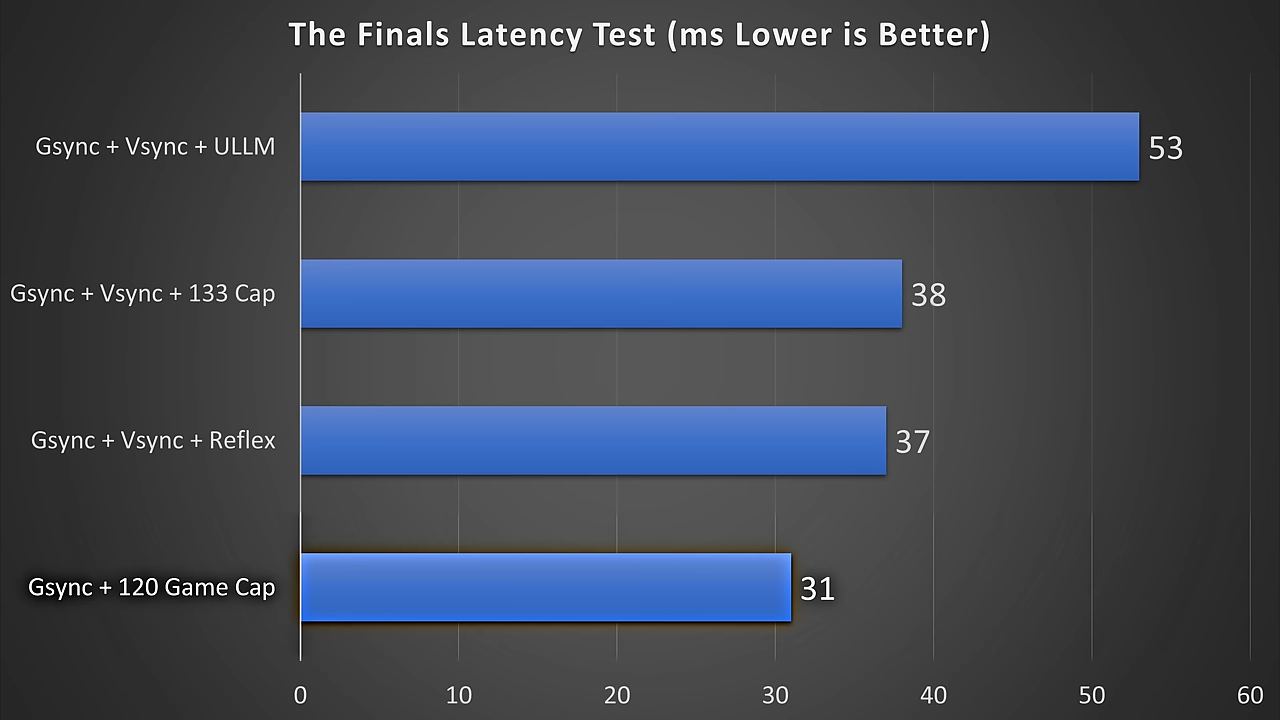 The Finals Latency Test (ms Lower is Better)
Gsync + Vsync + ULLM
53
Gsync + Vsync + 133 Cap
38
Gsync + Vsync + Reflex
37
Gsync + 120 Game Cap
31
0 10 20 30 40 50 60